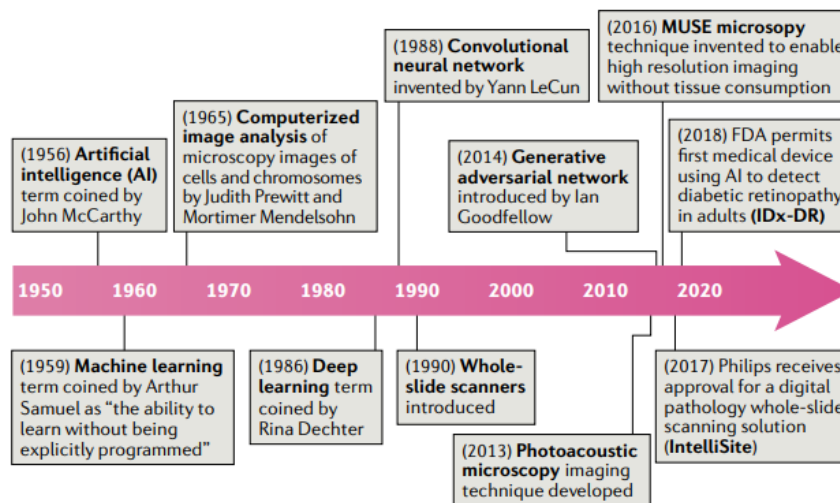 (1956) Artificial
intelligence (AI)
term coined by
John McCarthy
(1965) Computerized
image analysis of
microscopy images of
cells and chromosomes
by Judith Prewitt and
Mortimer Mendelsohn
(1988) Convolutional
neural network
invented by Yann LeCun
(2014) Generative
adversarial network
introduced by Ian
Goodfellow
(2016) MUSE microsopy
technique invented to enable
high resolution imaging
without tissue consumption
(2018) FDA permits
first medical device
using AI to detect
diabetic retinopathy
in adults (IDx-DR)
1950 1960 1970 1980 1990 2000 2010 2020
(1959) Machine learning
term coined by Arthur
Samuel as “the ability to
learn without being
explicitly programmed”
(1986) Deep
learning term
coined by
Rina Dechter
(1990) Whole-
slide scanners
introduced
(2013) Photoacoustic
microscopy imaging
technique developed
(2017) Philips receives
approval for a digital
pathology whole-slide
scanning solution
(IntelliSite)